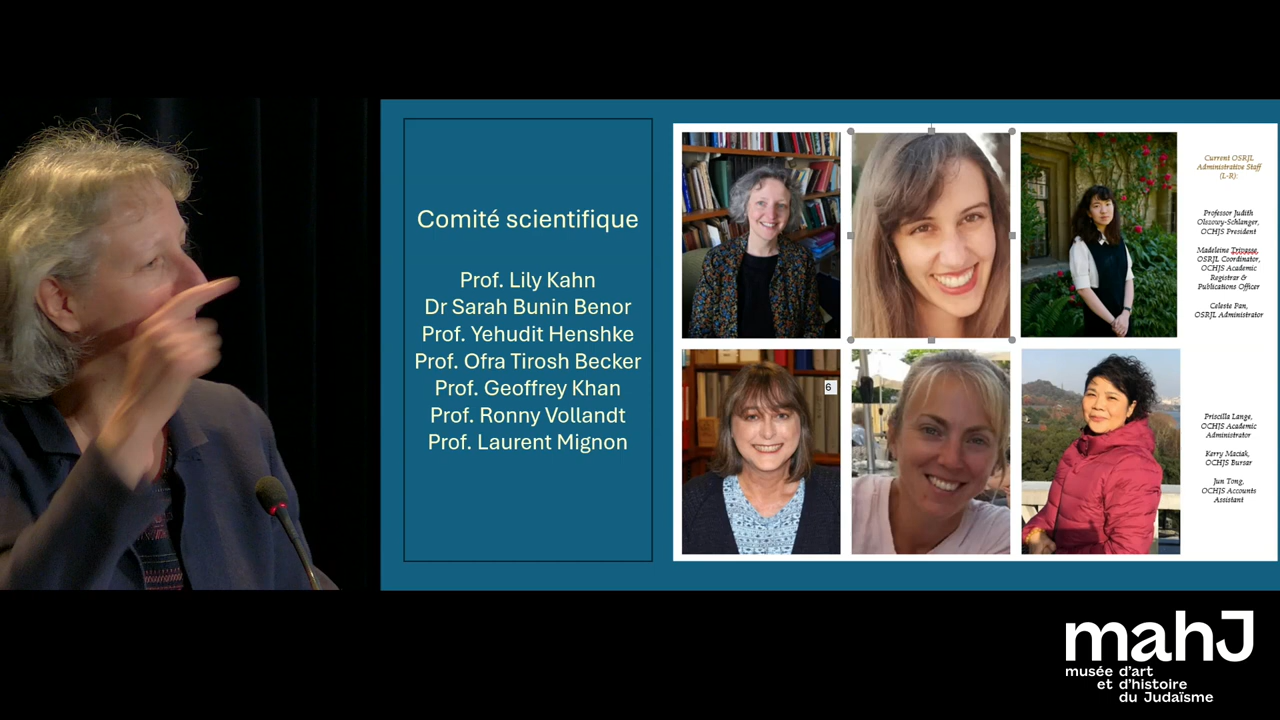 Comité scientifique
Prof. Lily Kahn
Dr Sarah Bunin Benor
Prof. Yehudit Henshke
Prof. Ofra Tirosh Becker
Prof. Geoffrey Khan
Prof. Ronny Vollandt
Prof. Laurent Mignon
6
Current OSRJL
Administrative Staff
(L-R):
Professor Judith
Olszowy-Schlanger,
OCHJS President
Madeleine Trivasse,
OSRJL Coordinator,
OCHJS Academic
Registrar &
Publications Officer
Celeste Pan,
OSRJL Administrator
Priscilla Lange,
OCHJS Academic
Administrator
Kerry Maciak,
OCHJS Bursar
Jun Tong,
OCHJS Accounts
Assistant
mahJ
musée d'art
et d'histoire
du Judaïsme